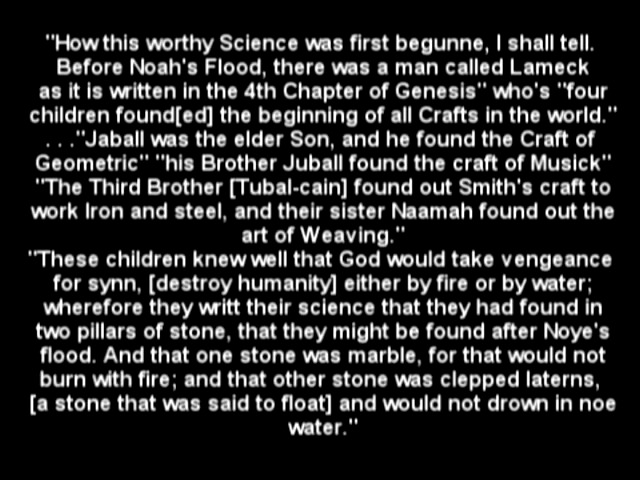 "How this worthy Science was first begunne, I shall tell.
Before Noah's Flood, there was a man called Lameck
as it is written in the 4th Chapter of Genesis" who's "four
children found[ed] the beginning of all Crafts in the world."
. . ."Jaball was the elder Son, and he found the Craft of
Geometric" "his Brother Juball found the craft of Musick"
"The Third Brother [Tubal-cain] found out Smith's craft to
work Iron and steel, and their sister Naamah found out the
art of Weaving."
"These children knew well that God would take vengeance
for synn, [destroy humanity] either by fire or by water;
wherefore they writt their science that they had found in
two pillars of stone, that they might be found after Noye's
flood. And that one stone was marble, for that would not
burn with fire; and that other stone was clepped laterns,
[a stone that was said to float] and would not drown in noe
water."